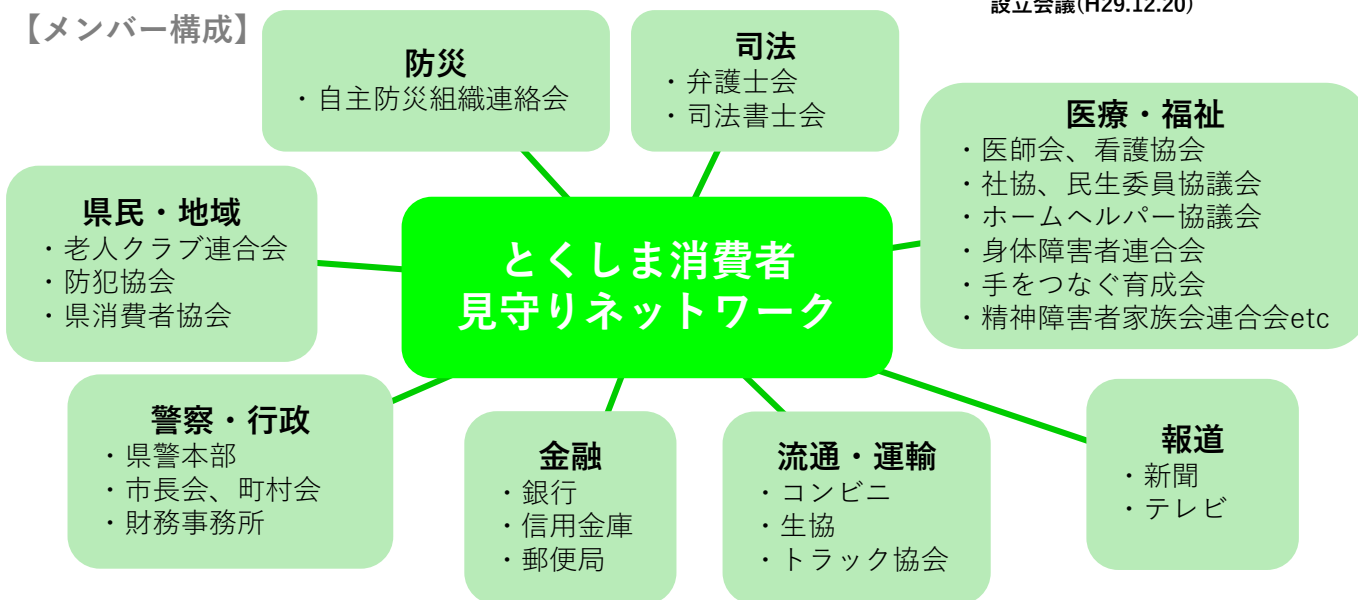 設立会議(H29.12.20)
【メンバー構成】
防災
・自主防災組織連絡会
司法
・弁護士会
・司法書士会
医療・福祉
・医師会、看護協会
・社協、民生委員協議会
・ホームヘルパー協議会
・身体障害者連合会
・手をつなぐ育成会
・精神障害者家族会連合会etc
県民・地域
・老人クラブ連合会
・防犯協会
・県消費者協会
とくしま消費者
見守りネットワーク
警察・行政
・県警本部
・市長会、町村会
・財務事務所
金融
・銀行
・信用金庫
・郵便局
流通・運輸
・コンビニ
・生協
・トラック協会
報道
・新聞
・テレビ